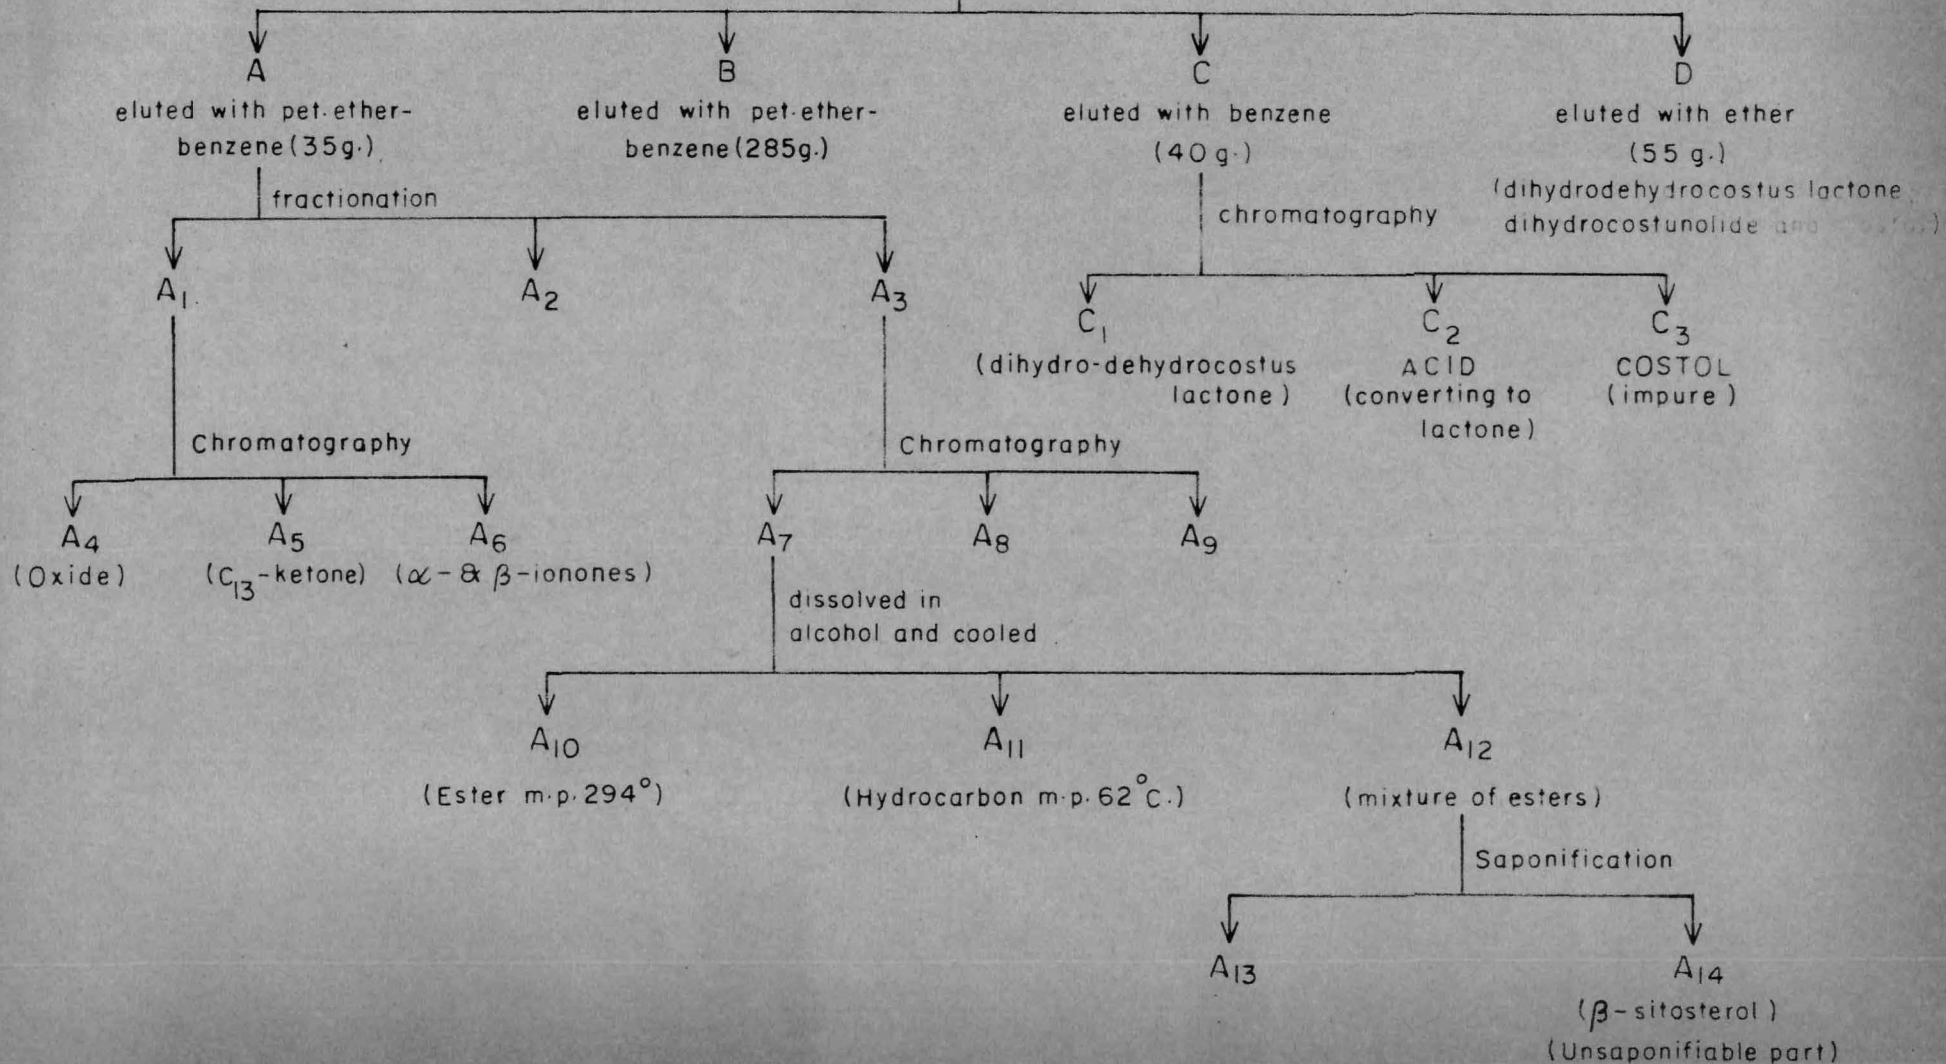 A
B
C
D
eluted with pet. ether-
benzene (35g.)
eluted with pet. ether-
benzene (285g.)
eluted with benzene
(40 g.)
eluted with ether
(55 g.)
(dihydrodehydrocostus lactone,
dihydrocostunolide and
fractionation
chromatography
A1
A2
A3
C1
(dihydro-dehydrocostus
lactone)
C2
ACID
(converting to
lactone)
C3
COSTOL
(impure)
Chromatography
Chromatography
A4
(Oxide)
A5
(C13-ketone)
A6
(α- & β-ionones)
A7
A8
A9
dissolved in
alcohol and cooled
A10
(Ester m.p. 294°)
A11
(Hydrocarbon m.p. 62°C.)
A12
(mixture of esters)
Saponification
A13
A14
(β-sitosterol)
(Unsaponifiable part)